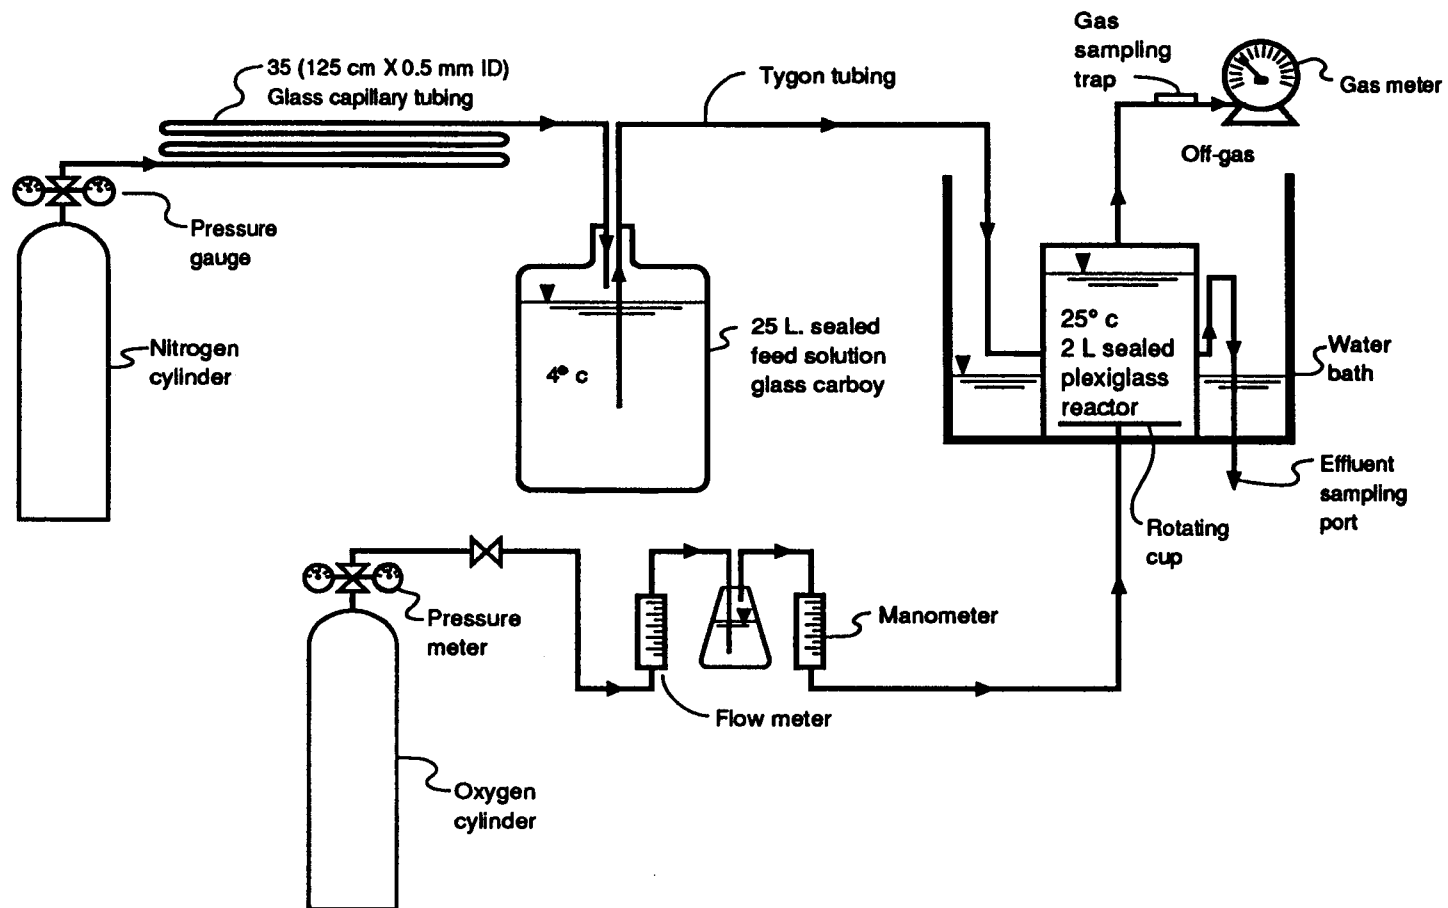 35 (125 cm X 0.5 mm ID)
Glass capillary tubing
Tygon tubing
Gas
sampling
trap
Gas meter
Off-gas
Pressure
gauge
Nitrogen
cylinder
4° c
25 L. sealed
feed solution
glass carboy
25° c
2 L sealed
plexiglass
reactor
Water
bath
Effluent
sampling
port
Rotating
cup
Pressure
meter
Manometer
Flow meter
Oxygen
cylinder